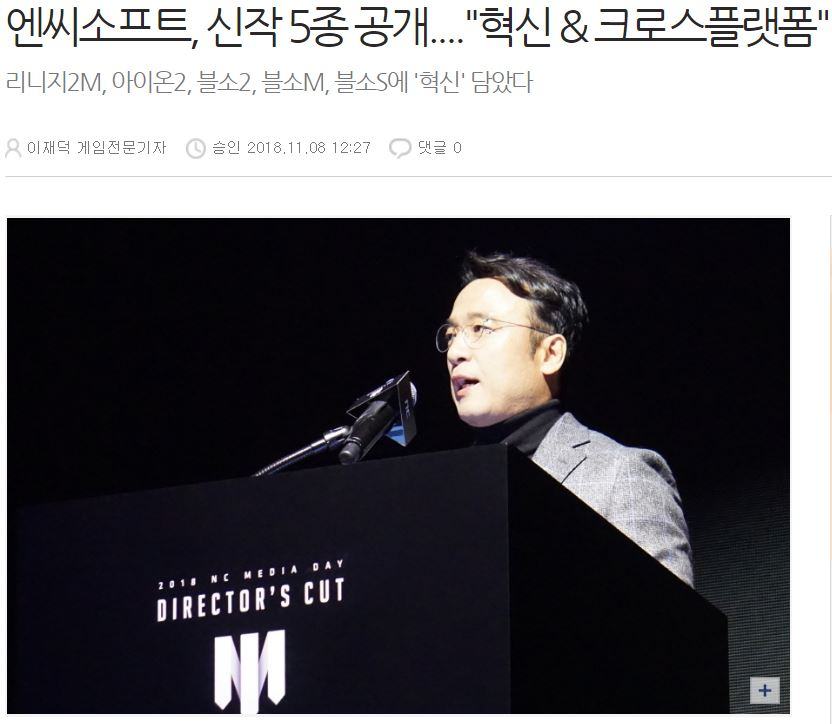 엔씨소프트, 신작 5종 공개...."혁신 & 크로스플랫폼"
리니지2M, 아이온2, 블소2, 블소M, 블소S에 '혁신' 담았다
이재덕 게임전문기자 승인 2018.11.08 12:27 댓글 0
2018 NC MEDIA DAY
DIRECTOR'S CUT